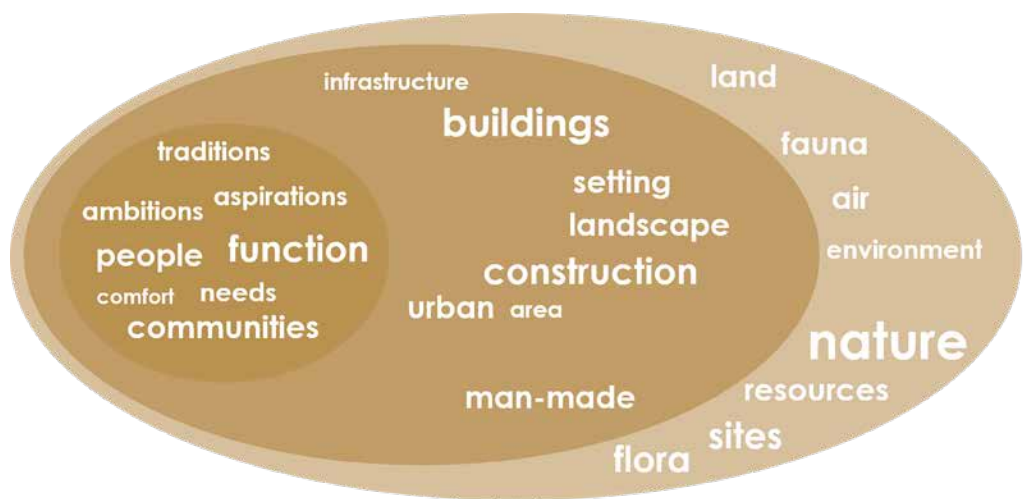 land
infrastructure
buildings
fauna
traditions
setting
aspirations
air
ambitions
landscape
function
environment
people
construction
needs
comfort
urban area
communities
nature
resources
man-made
sites
flora